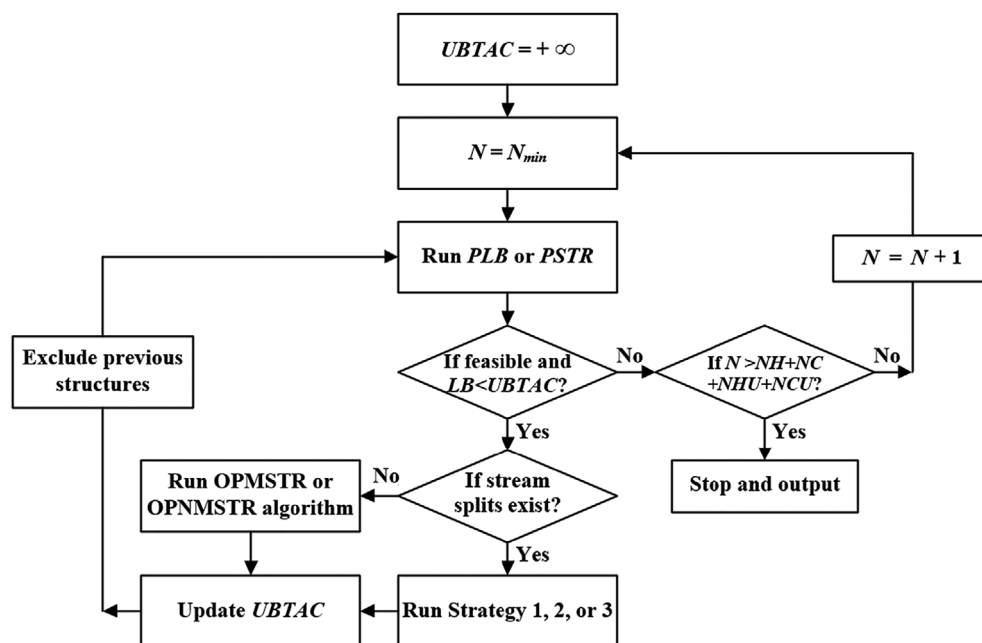 UBTAC = + ∞
N = Nmin
Run PLB or PSTR
N = N + 1
Exclude previous
structures
If feasible and
LB<UBTAC?
No
If N >NH+NC
+NHU+NCU?
No
Yes
Yes
Stop and output
Run OPMSTR or
OPNMSTR algorithm
No
If stream
splits exist?
Yes
Update UBTAC
Run Strategy 1, 2, or 3